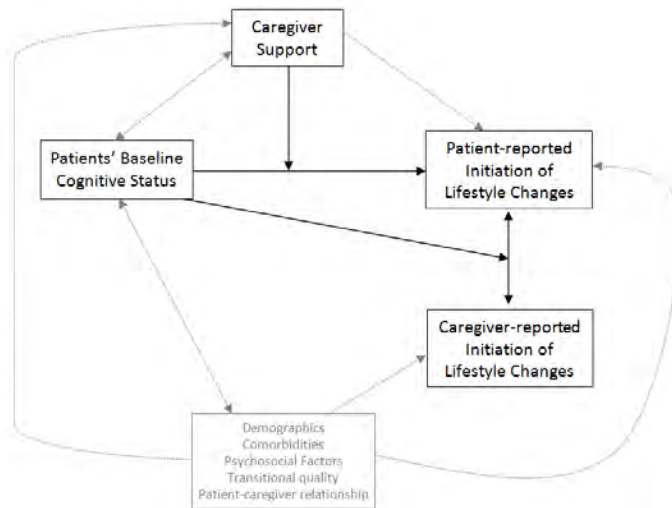 Caregiver
Support
Patients' Baseline
Cognitive Status
Patient-reported
Initiation of
Lifestyle Changes
Caregiver-reported
Initiation of
Lifestyle Changes
Demographics
Comorbidities
Psychosocial Factors
Transitional quality
Patient-caregiver relationship